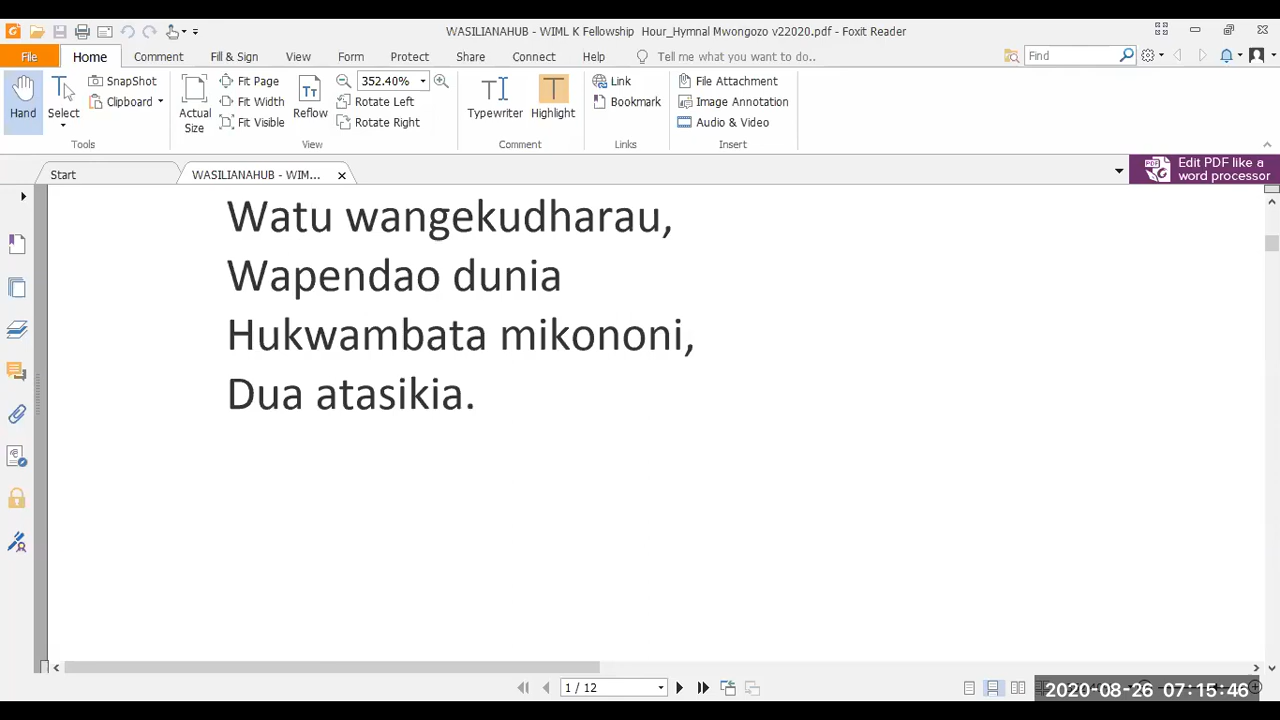 WASILIANAHUB - WIML K Fellowship Hour_Hymnal Mwongozo v22020.pdf - Foxit Reader
File Home Comment Fill & Sign View Form Protect Share Connect Help Tell me what you want to do.. Find
Hand
Select
SnapShot
Clipboard
Tools
Actual Size
Fit Page
Fit Width
Fit Visible
Reflow
352.40%
Rotate Left
Rotate Right
View
Typewriter
Highlight
Comment
Link
Bookmark
Links
File Attachment
Image Annotation
Audio & Video
Insert
Start
WASILIANAHUB - WIM...
Edit PDF like a
word processor
Watu wangekudharau,
Wapendao dunia
Hukwambata mikononi,
Dua atasikia.
1 / 12
2020-08-26 07:15:46